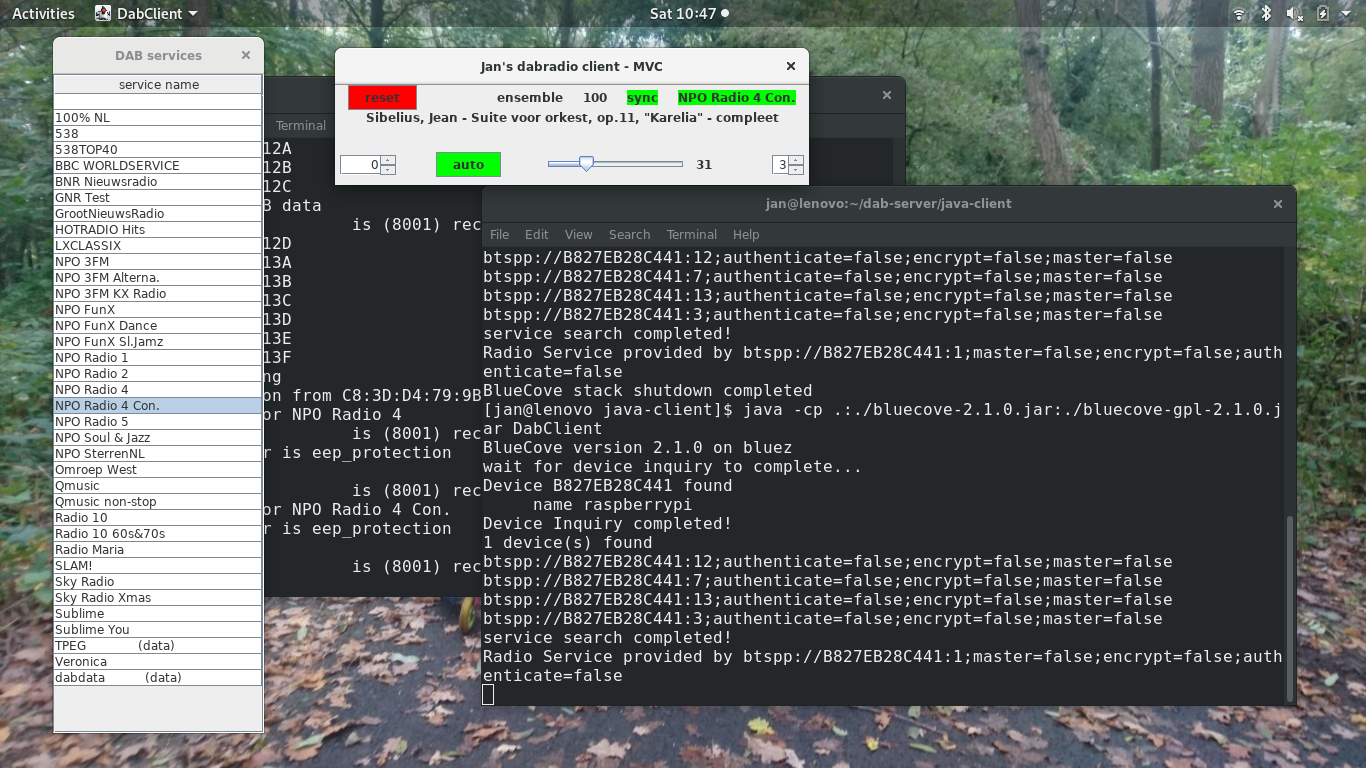 Activities DabClient Sat 10:47
DAB services
service name
100% NL
538
538TOP40
BBC WORLDSERVICE
BNR Nieuwsradio
GNR Test
GrootNieuwsRadio
HOTRADIO Hits
LXCLASSIX
NPO 3FM
NPO 3FM Alterna.
NPO 3FM KX Radio
NPO FunX
NPO FunX Dance
NPO FunX Sl.Jamz
NPO Radio 1
NPO Radio 2
NPO Radio 4
NPO Radio 4 Con.
NPO Radio 5
NPO Soul & Jazz
NPO SterrenNL
Omroep West
Qmusic
Qmusic non-stop
Radio 10
Radio 10 60s&70s
Radio Maria
SLAM!
Sky Radio
Sky Radio Xmas
Sublime
Sublime You
TPEG (data)
Veronica
dabdata (data)
Jan's dabradio client - MVC
reset ensemble 100 sync NPO Radio 4 Con.
Sibelius, Jean - Suite voor orkest, op.11, "Karelia" - compleet
0 auto 31 3
Terminal
12A
12B
12C
B data
is (8001) rec
12D
13A
13B
13C
13D
13E
13F
ng
on from C8:3D:D4:79:9B
or NPO Radio 4
is (8001) rec
r is eep_protection
is (8001) rec
or NPO Radio 4 Con.
r is eep_protection
is (8001) rec
jan@lenovo:~/dab-server/java-client
File Edit View Search Terminal Help
btspp://B827EB28C441:12;authenticate=false;encrypt=false;master=false
btspp://B827EB28C441:7;authenticate=false;encrypt=false;master=false
btspp://B827EB28C441:13;authenticate=false;encrypt=false;master=false
btspp://B827EB28C441:3;authenticate=false;encrypt=false;master=false
service search completed!
Radio Service provided by btspp://B827EB28C441:1;master=false;encrypt=false;auth
enticate=false
BlueCove stack shutdown completed
[jan@lenovo java-client]$ java -cp .:./bluecove-2.1.0.jar:./bluecove-gpl-2.1.0.j
ar DabClient
BlueCove version 2.1.0 on bluez
wait for device inquiry to complete...
Device B827EB28C441 found
name raspberrypi
Device Inquiry completed!
1 device(s) found
btspp://B827EB28C441:12;authenticate=false;encrypt=false;master=false
btspp://B827EB28C441:7;authenticate=false;encrypt=false;master=false
btspp://B827EB28C441:13;authenticate=false;encrypt=false;master=false
btspp://B827EB28C441:3;authenticate=false;encrypt=false;master=false
service search completed!
Radio Service provided by btspp://B827EB28C441:1;master=false;encrypt=false;auth
enticate=false